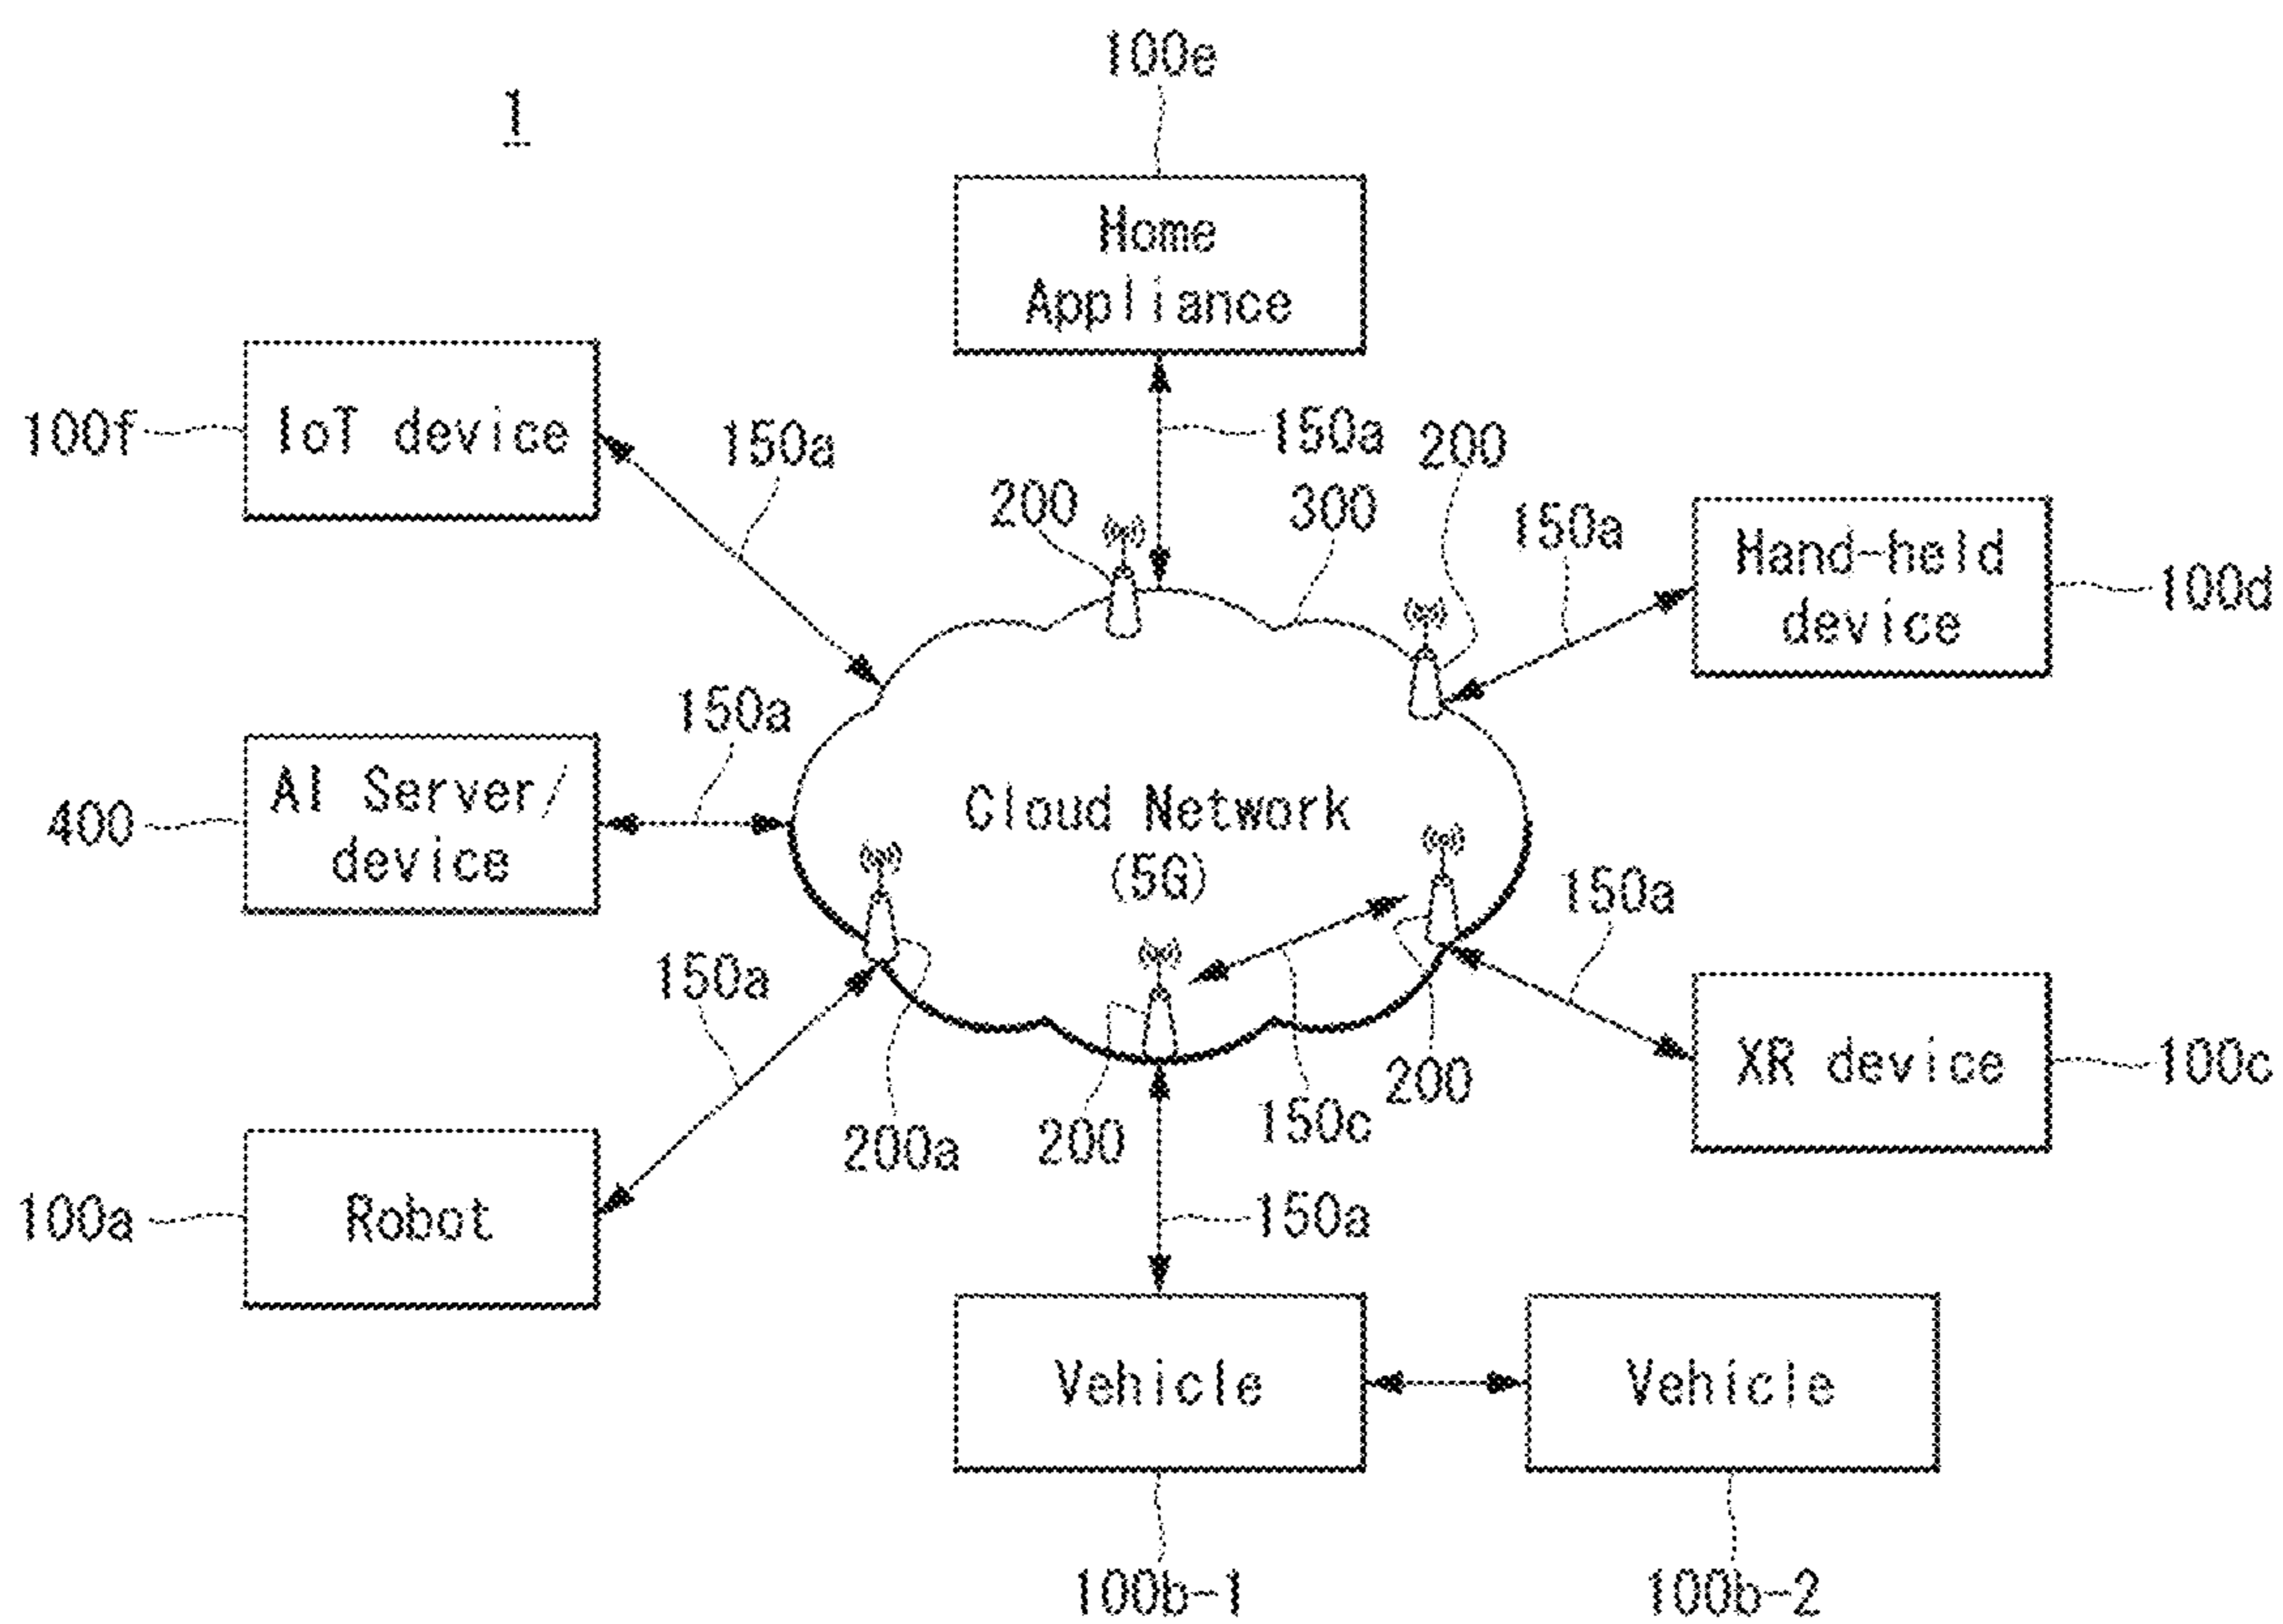 100e
1
Home
Appliance
100f
IoT device
150a
150a
200
200
300
150a
Hand-held
device
100d
150a
AI Server/
device
400
Cloud Network
(5G)
150a
150a
XR device
100c
200
150c
200a
200
Robot
100a
150a
Vehicle
Vehicle
100b-1
100b-2